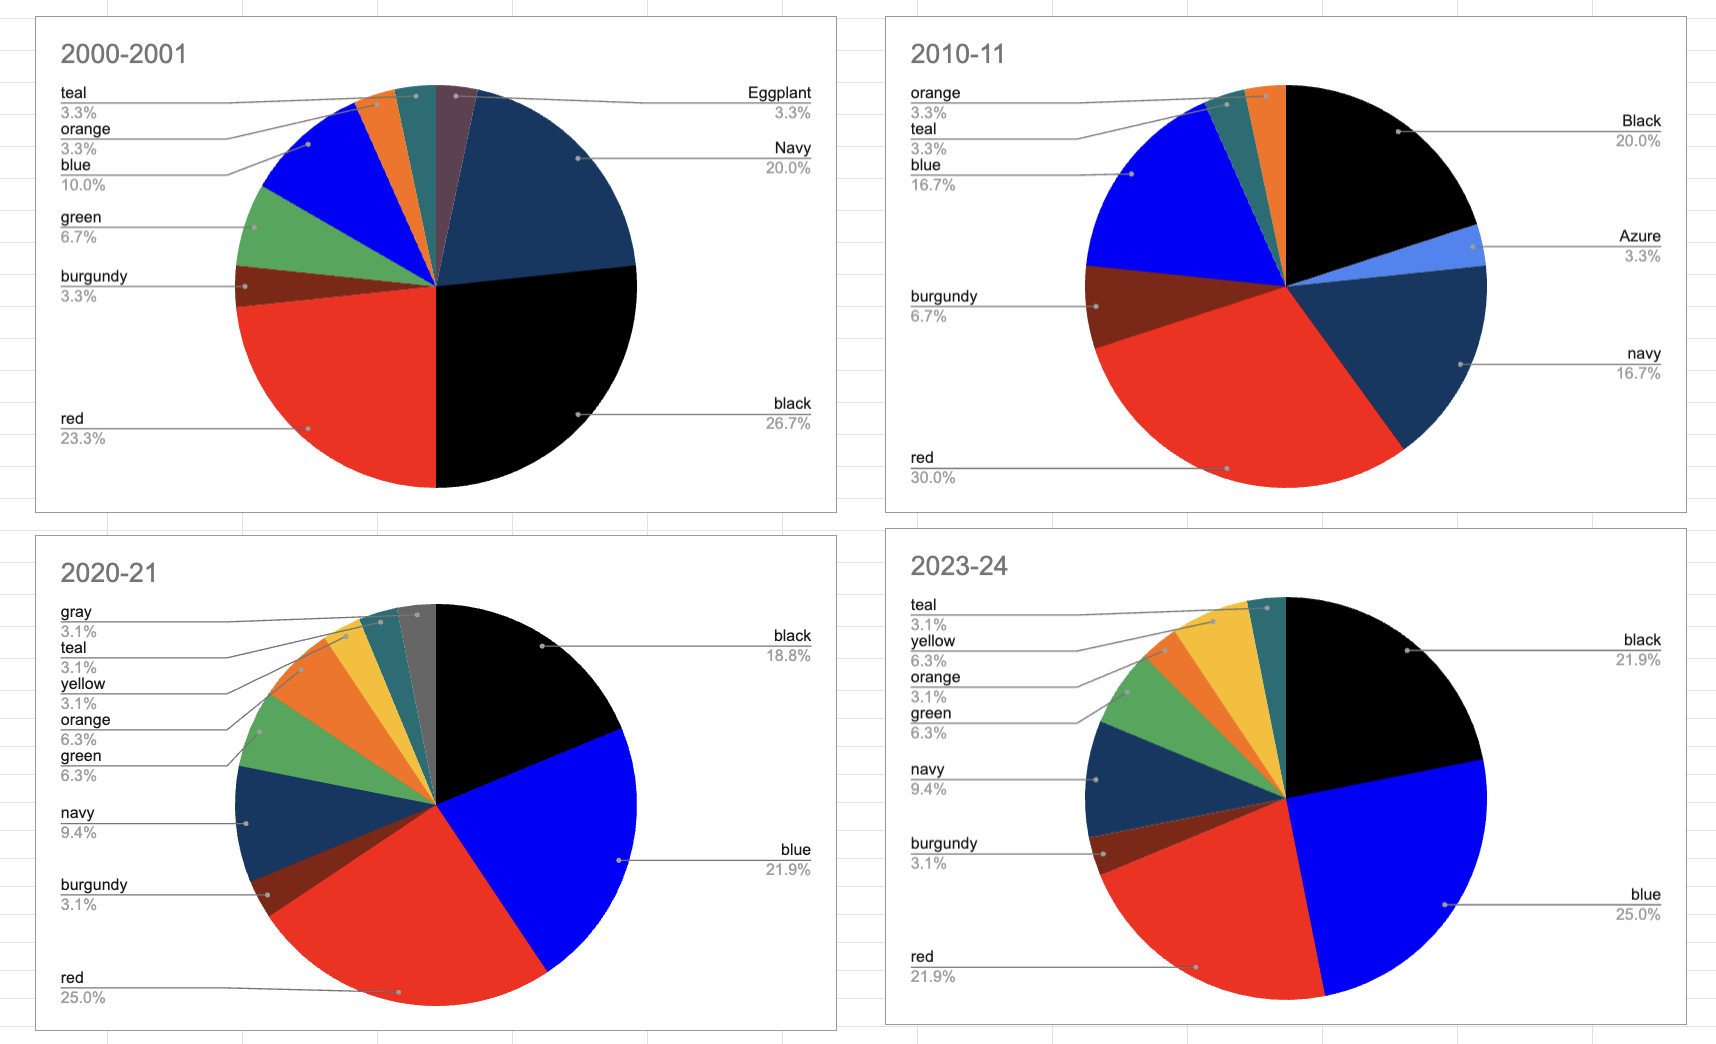 2000-2001
teal
3.3%
orange
3.3%
blue
10.0%
green
6.7%
burgundy
3.3%
red
23.3%
Eggplant
3.3%
Navy
20.0%
black
26.7%
2010-11
orange
3.3%
teal
3.3%
blue
16.7%
burgundy
6.7%
red
30.0%
Black
20.0%
Azure
3.3%
navy
16.7%
2020-21
gray
3.1%
teal
3.1%
yellow
3.1%
orange
6.3%
green
6.3%
navy
9.4%
burgundy
3.1%
red
25.0%
black
18.8%
blue
21.9%
2023-24
teal
3.1%
yellow
6.3%
orange
3.1%
green
6.3%
navy
9.4%
burgundy
3.1%
red
21.9%
black
21.9%
blue
25.0%